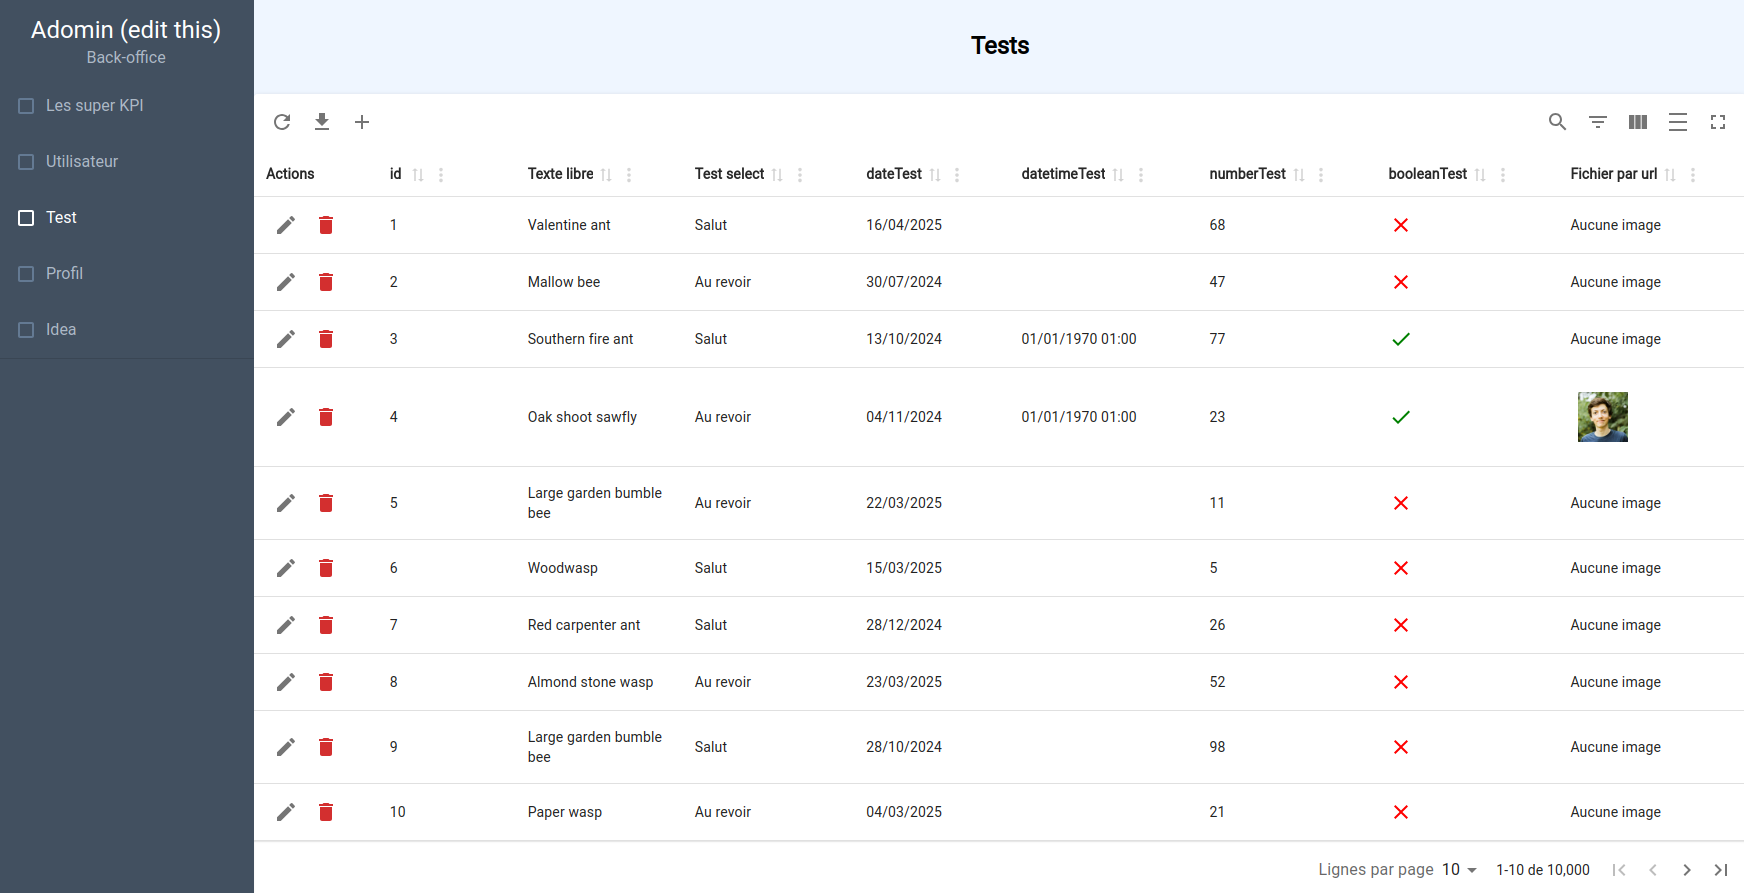 Adomin (edit this)
Back-office
Les super KPI
Utilisateur
Test
Profil
Idea
Tests
Actions id Texte libre Test select dateTest datetimeTest numberTest booleanTest Fichier par url
1 Valentine ant Salut 16/04/2025 68 Aucune image
2 Mallow bee Au revoir 30/07/2024 47 Aucune image
3 Southern fire ant Salut 13/10/2024 01/01/1970 01:00 77 Aucune image
4 Oak shoot sawfly Au revoir 04/11/2024 01/01/1970 01:00 23
5 Large garden bumble
bee Au revoir 22/03/2025 11 Aucune image
6 Woodwasp Salut 15/03/2025 5 Aucune image
7 Red carpenter ant Salut 28/12/2024 26 Aucune image
8 Almond stone wasp Au revoir 23/03/2025 52 Aucune image
9 Large garden bumble
bee Salut 28/10/2024 98 Aucune image
10 Paper wasp Au revoir 04/03/2025 21 Aucune image
Lignes par page 10 1-10 de 10,000